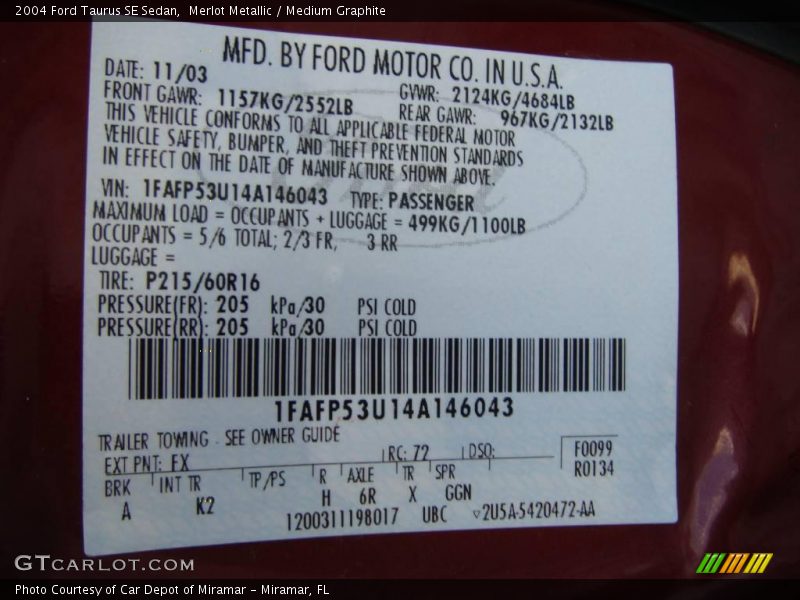 2004 Ford Taurus SE Sedan, Merlot Metallic / Medium Graphite
MFD. BY FORD MOTOR CO. IN U.S.A.
DATE: 11/03 GVWR: 2124KG/4684LB
FRONT GAWR: 1157KG/2552LB REAR GAWR: 967KG/2132LB
THIS VEHICLE CONFORMS TO ALL APPLICABLE FEDERAL MOTOR
VEHICLE SAFETY, BUMPER, AND THEFT PREVENTION STANDARDS
IN EFFECT ON THE DATE OF MANUFACTURE SHOWN ABOVE.
VIN: 1FAFP53U14A146043 TYPE: PASSENGER
MAXIMUM LOAD = OCCUPANTS + LUGGAGE = 499KG/1100LB
OCCUPANTS = 5/6 TOTAL; 2/3 FR, 3 RR
LUGGAGE =
TIRE: P215/60R16
PRESSURE(FR): 205 kPa/30 PSI COLD
PRESSURE(RR): 205 kPa/30 PSI COLD
1FAFP53U14A146043
TRAILER TOWING - SEE OWNER GUIDE
EXT PNT: FX RC: 72 DSO: F0099
BRK INT TR TP/PS R AXLE TR SPR R0134
A K2 H 6R X GGN
1200311198017 UBC ▽2U5A-5420472-AA
GTCARLOT.COM
Photo Courtesy of Car Depot of Miramar - Miramar, FL